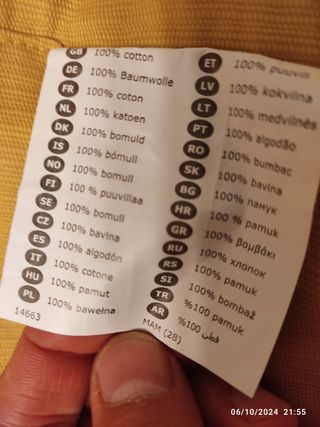 GB 100% cotton
DE 100% Baumwolle
FR 100% coton
NL 100% katoen
DK 100% bomuld
IS 100% bómull
NO 100% bomull
FI 100 % puuvillaa
SE 100% bomull
CZ 100% bavlna
ES 100% algodón
IT 100% cotone
HU 100% pamut
PL 100% bawełna
14663
ET 100% puuvill
LV 100% kokvilna
LT 100% medvilnės
PT 100% algodão
RO 100% bumbac
SK 100% bavlna
BG 100% памук
HR 100% pamuk
GR 100% βαμβάκι
RU 100% хлопок
RS 100% pamuk
SI 100% bombaž
TR %100 pamuk
AR %100 قطن
MAM (2B)
06/10/2024 21:55